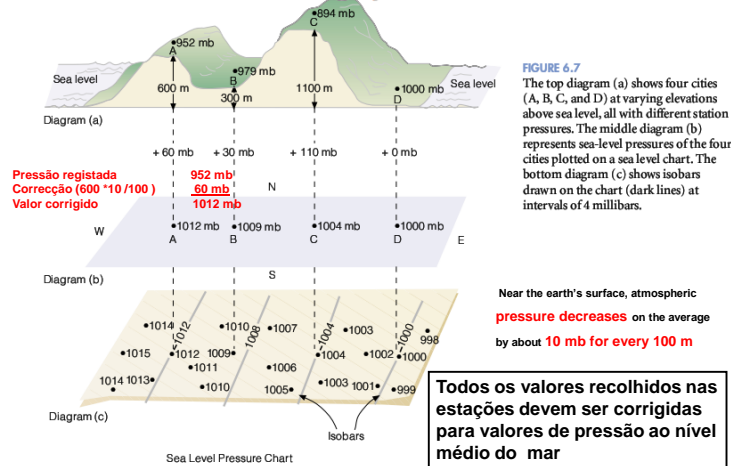 894 mb
C
952 mb
A
979 mb
B
1000 mb
D
Sea level
Sea level
600 m
300 m
1100 m
Diagram (a)
+ 60 mb
+ 30 mb
+ 110 mb
+ 0 mb
Pressão registada 952 mb
Correcção (600 *10 /100 ) 60 mb
Valor corrigido 1012 mb
N
W
E
S
1012 mb
A
1009 mb
B
1004 mb
C
1000 mb
D
Diagram (b)
1014
1012
1010
1008
1007
1004
1003
1000
998
1015
1012
1009
1004
1002
1000
1011
1006
1014
1013
1010
1005
1003
1001
999
Diagram (c)
Isobars
Sea Level Pressure Chart
FIGURE 6.7
The top diagram (a) shows four cities
(A, B, C, and D) at varying elevations
above sea level, all with different station
pressures. The middle diagram (b)
represents sea-level pressures of the four
cities plotted on a sea level chart. The
bottom diagram (c) shows isobars
drawn on the chart (dark lines) at
intervals of 4 millibars.
Near the earth's surface, atmospheric
pressure decreases on the average
by about 10 mb for every 100 m
Todos os valores recolhidos nas
estações devem ser corrigidas
para valores de pressão ao nível
médio do mar